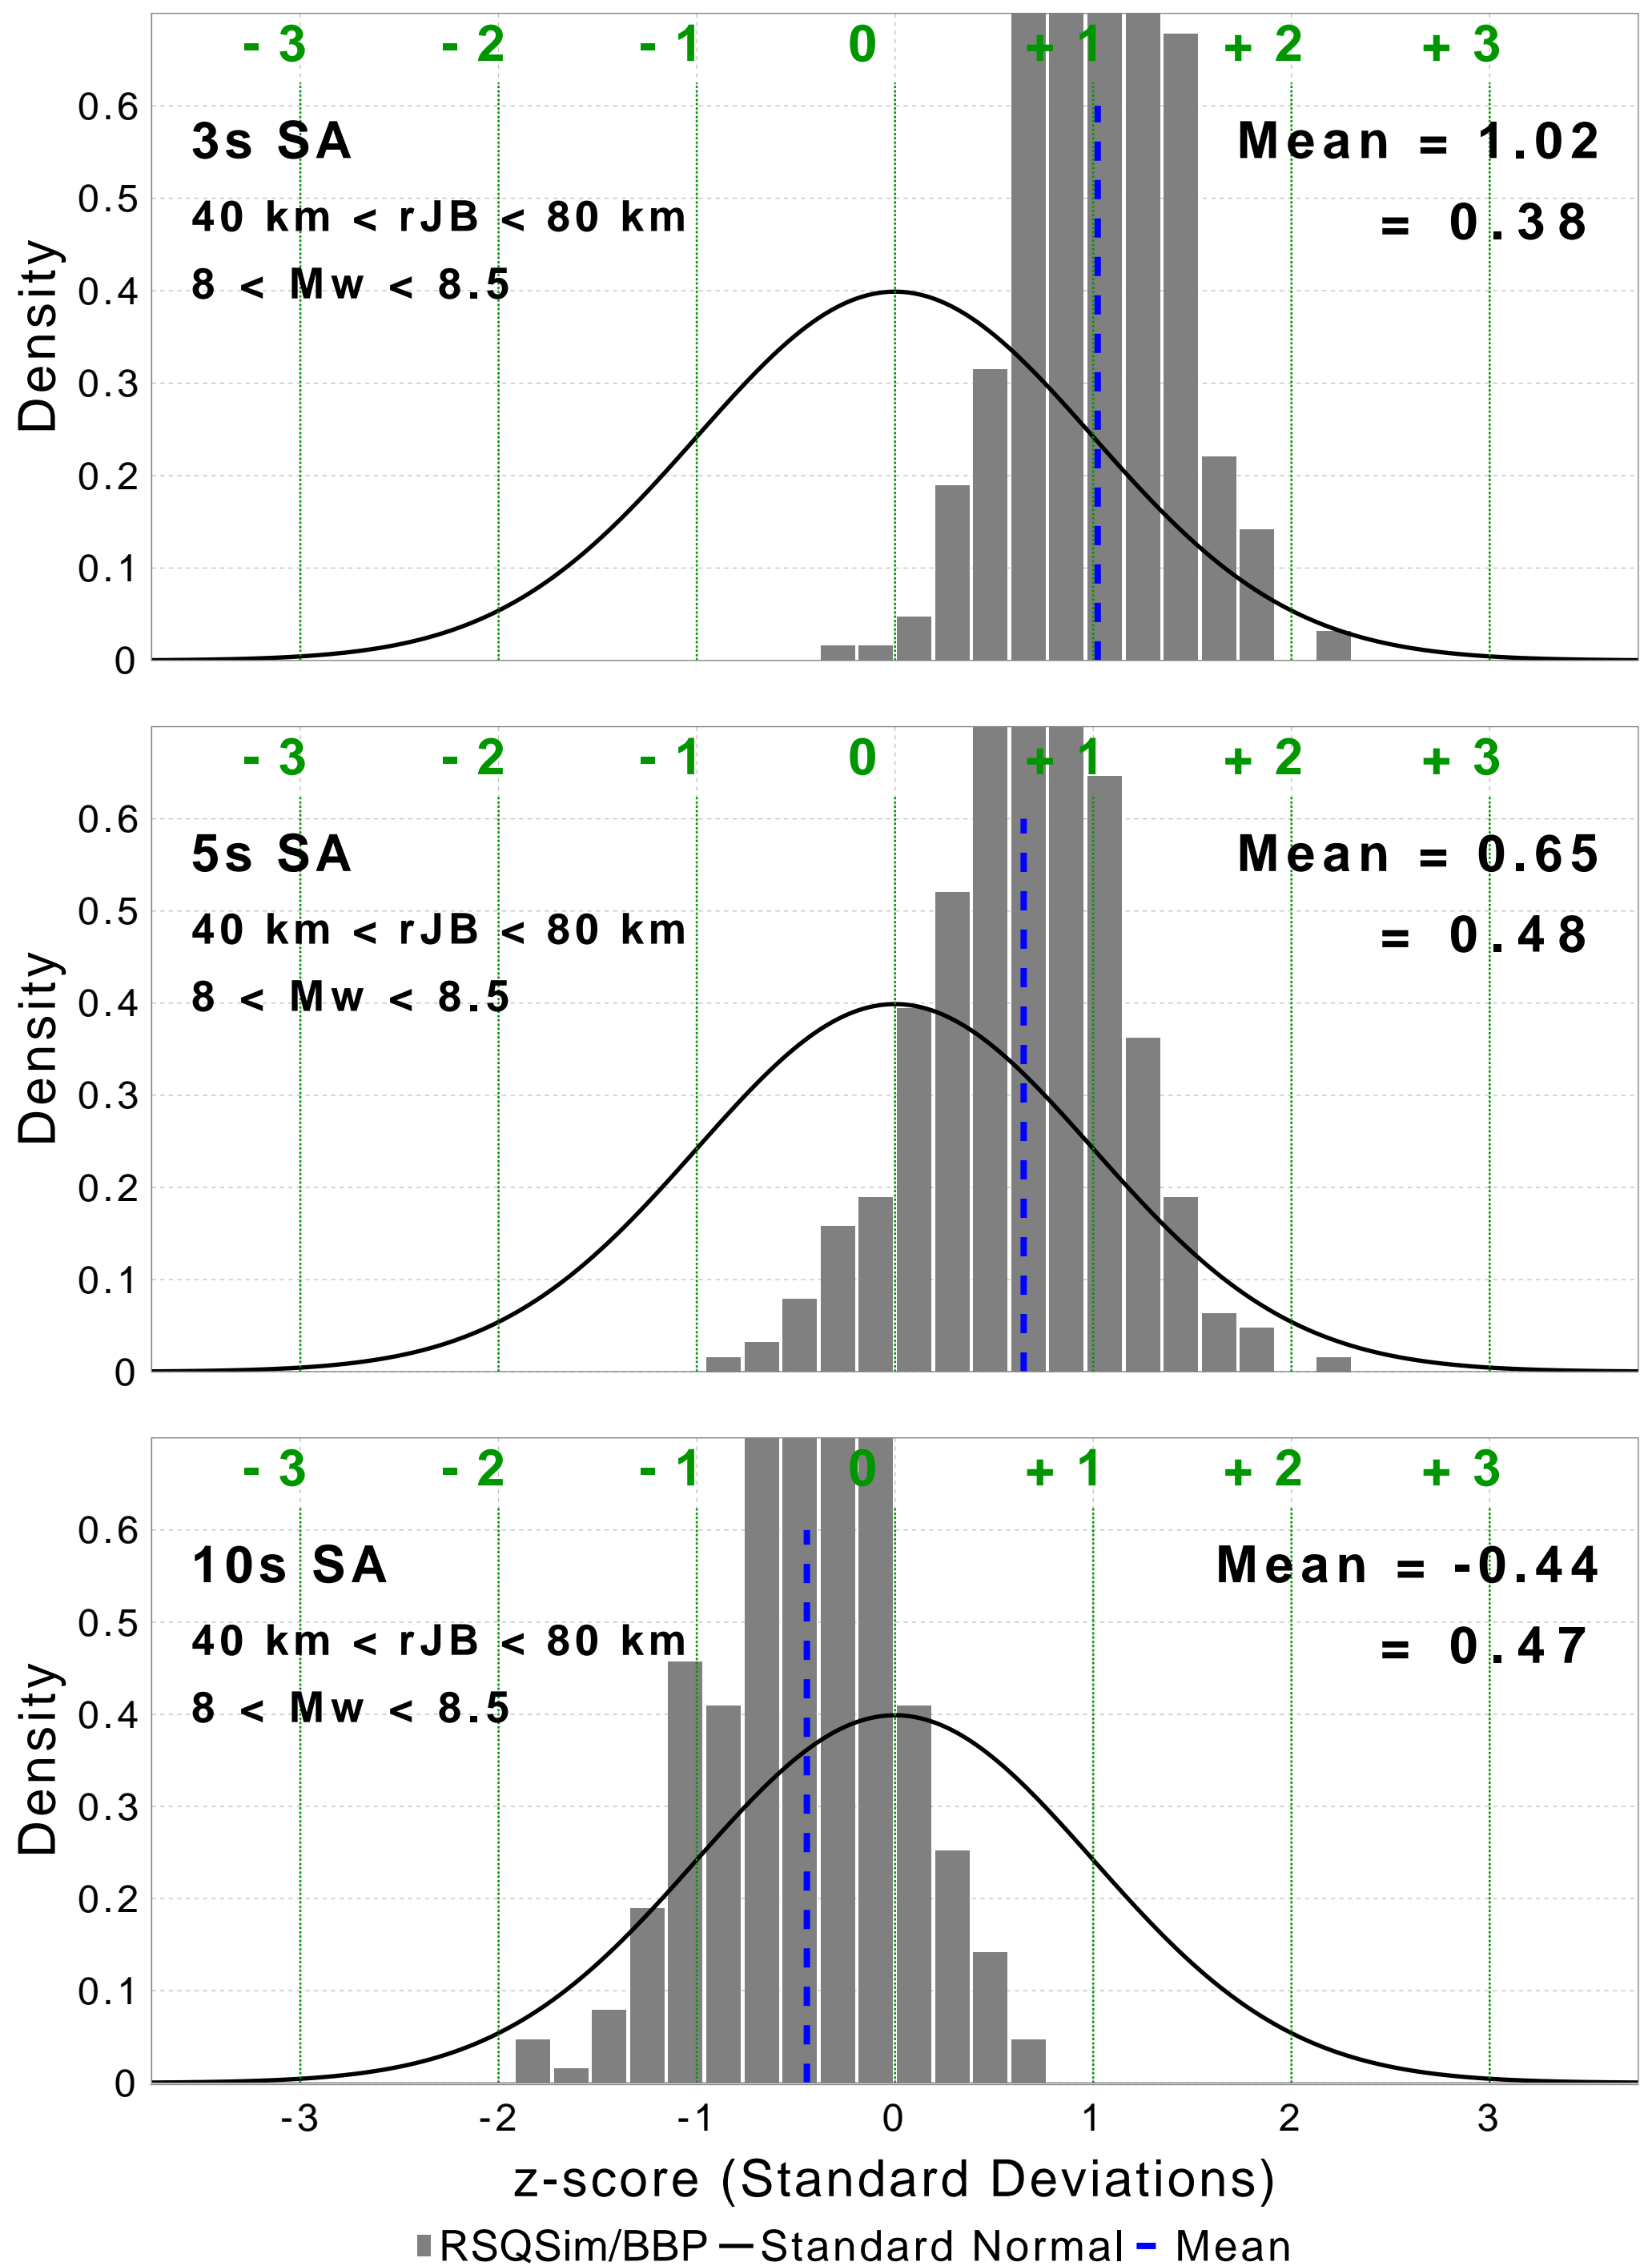 - 3 - 2 - 1 0 + 1 + 2 + 3
0.6
3s SA
Mean = 1.02
0.5
40 km < rJB < 80 km
= 0.38
0.4
8 < Mw < 8.5
0.3
0.2
0.1
0
Density
- 3 - 2 - 1 0 + 1 + 2 + 3
0.6
5s SA
Mean = 0.65
0.5
40 km < rJB < 80 km
= 0.48
0.4
8 < Mw < 8.5
0.3
0.2
0.1
0
Density
- 3 - 2 - 1 0 + 1 + 2 + 3
0.6
10s SA
Mean = -0.44
0.5
40 km < rJB < 80 km
= 0.47
0.4
8 < Mw < 8.5
0.3
0.2
0.1
0
Density
-3 -2 -1 0 1 2 3
z-score (Standard Deviations)
RSQSim/BBP Standard Normal Mean